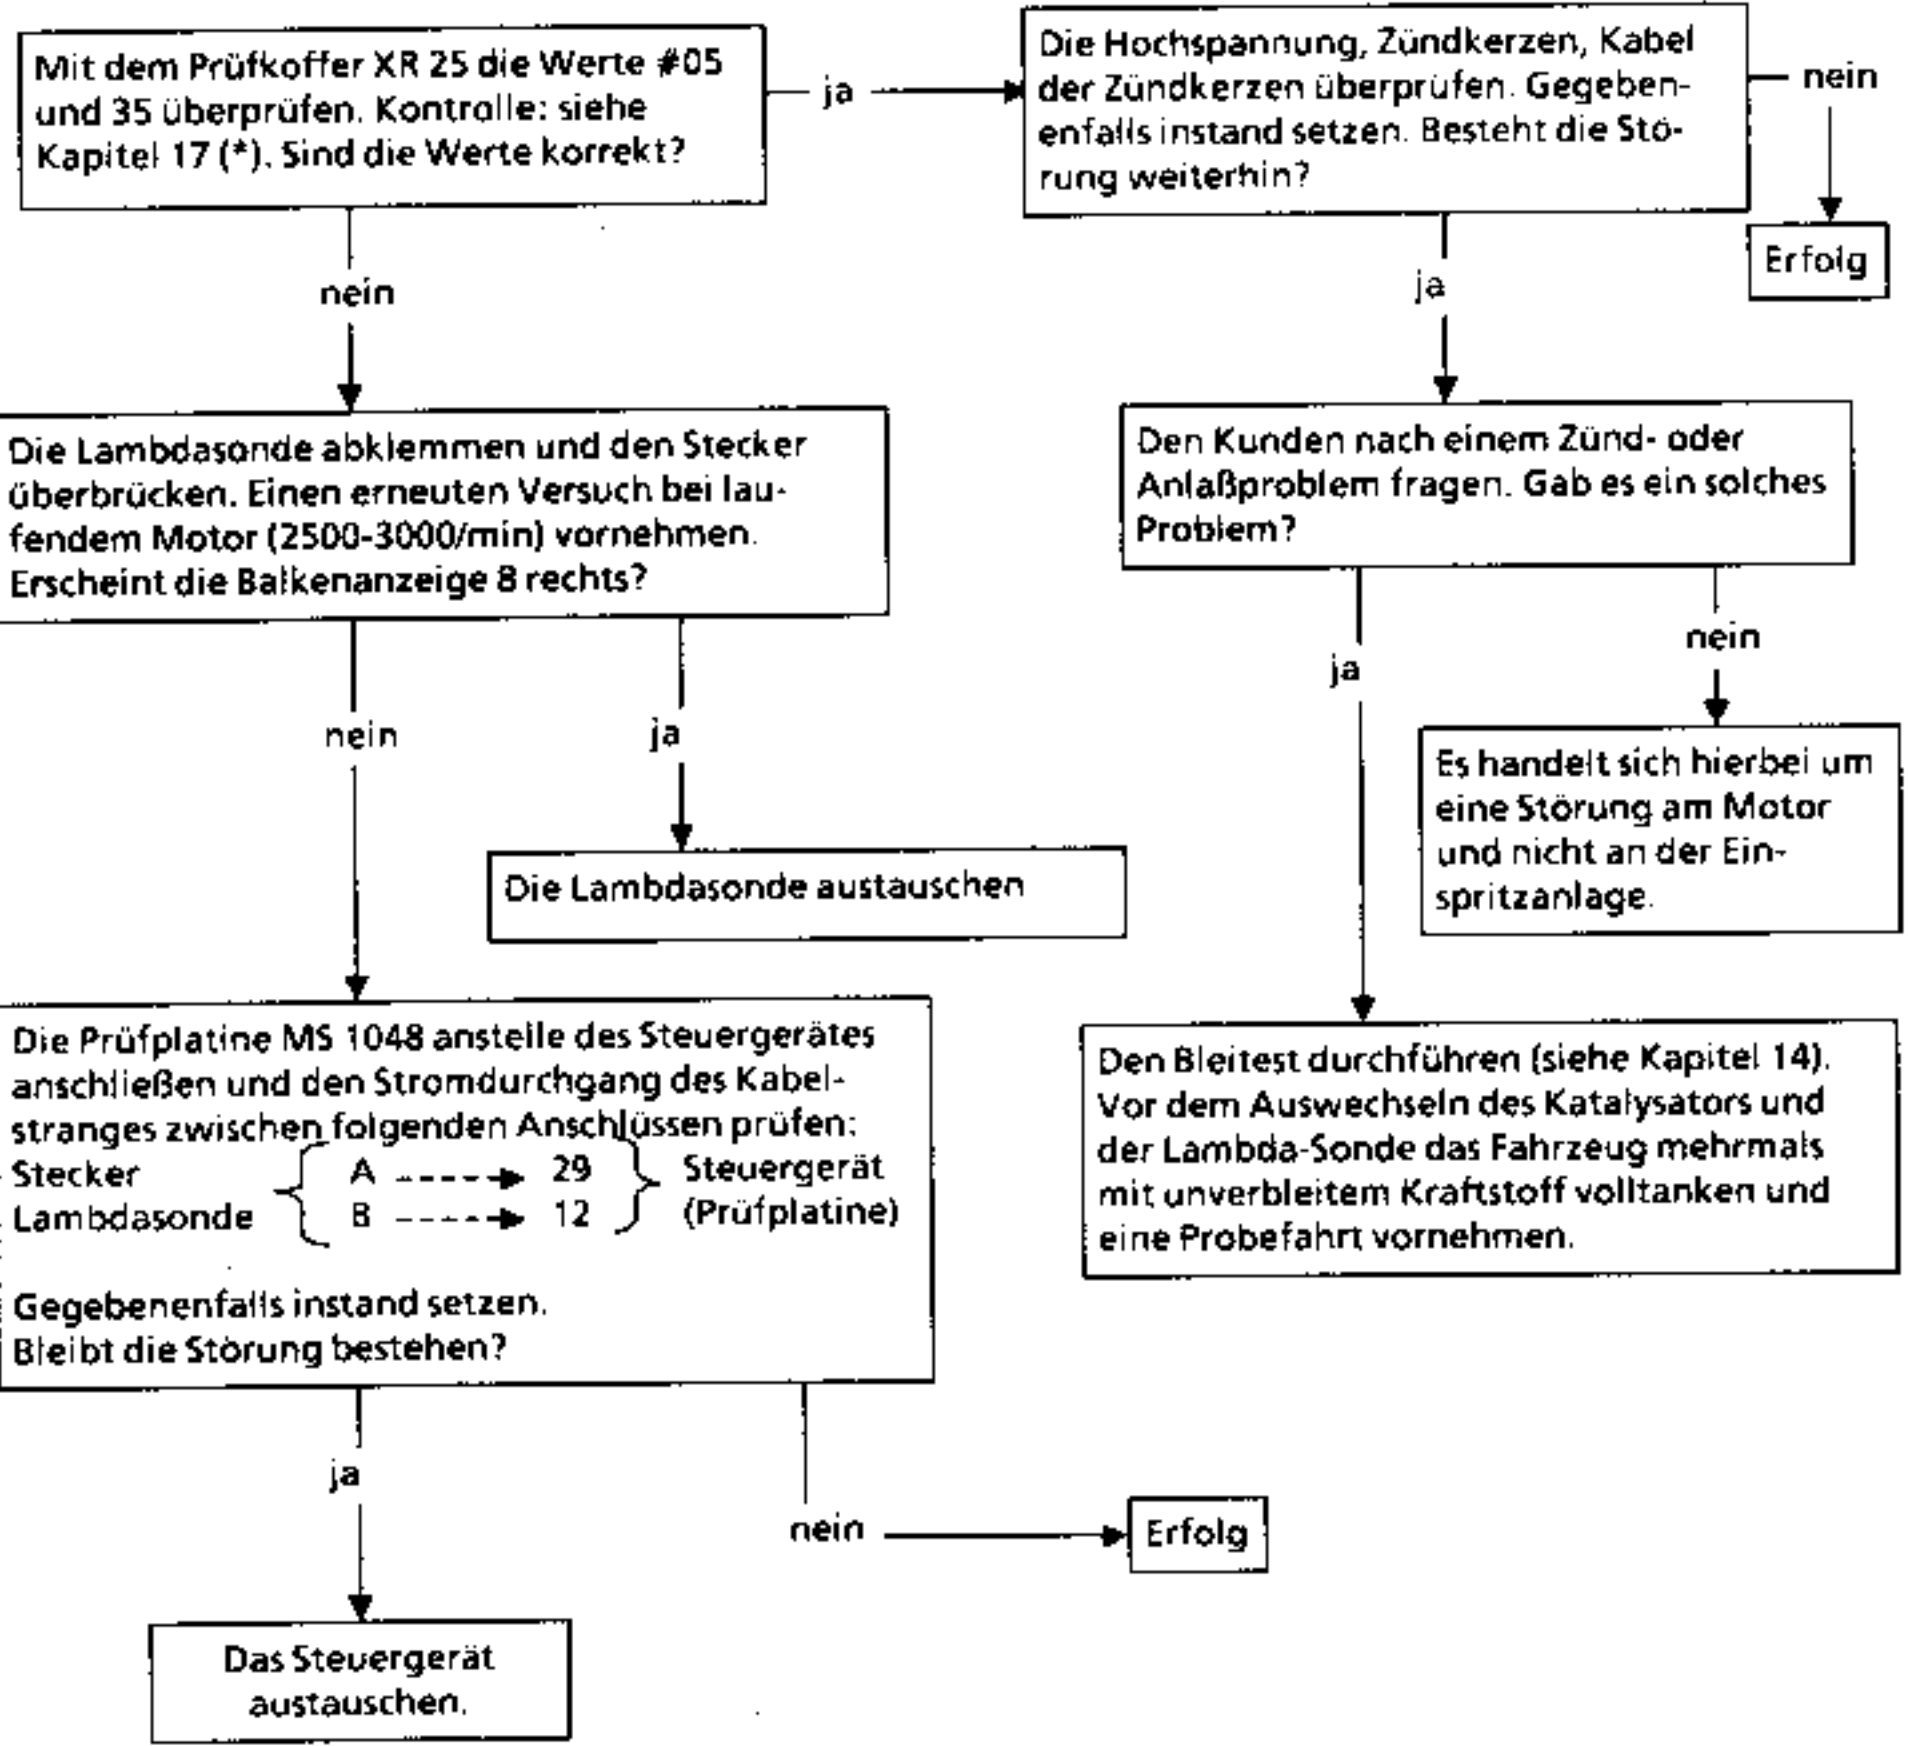 Mit dem Prüfkoffer XR 25 die Werte #05
und 35 überprüfen. Kontrolle: siehe
Kapitel 17 (*). Sind die Werte korrekt?
ja
Die Hochspannung, Zündkerzen, Kabel
der Zündkerzen überprüfen. Gegeben-
enfalls instand setzen. Besteht die Stö-
rung weiterhin?
nein
Erfolg
nein
ja
Die Lambdasonde abklemmen und den Stecker
überbrücken. Einen erneuten Versuch bei lau-
fendem Motor (2500-3000/min) vornehmen.
Erscheint die Balkenanzeige 8 rechts?
Den Kunden nach einem Zünd- oder
Anlaßproblem fragen. Gab es ein solches
Problem?
nein
ja
ja
nein
Die Lambdasonde austauschen
Es handelt sich hierbei um
eine Störung am Motor
und nicht an der Ein-
spritzanlage.
Die Prüfplatine MS 1048 anstelle des Steuergerätes
anschließen und den Stromdurchgang des Kabel-
stranges zwischen folgenden Anschlüssen prüfen:
Stecker A 29 Steuergerät
Lambdasonde B 12 (Prüfplatine)
Gegebenenfalls instand setzen.
Bleibt die Störung bestehen?
Den Bleitest durchführen (siehe Kapitel 14).
Vor dem Auswechseln des Katalysators und
der Lambda-Sonde das Fahrzeug mehrmals
mit unverbleitem Kraftstoff volltanken und
eine Probefahrt vornehmen.
ja
nein
Erfolg
Das Steuergerät
austauschen.